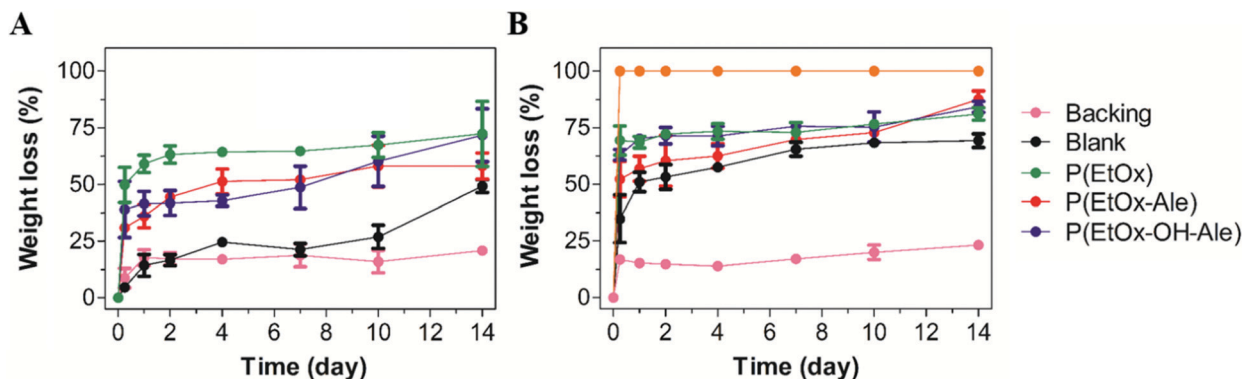 A
B
Weight loss (%)
100
75
50
25
0
0 2 4 6 8 10 12 14
Time (day)
Weight loss (%)
100
75
50
25
0
0 2 4 6 8 10 12 14
Time (day)
Backing
Blank
P(EtOx)
P(EtOx-Ale)
P(EtOx-OH-Ale)